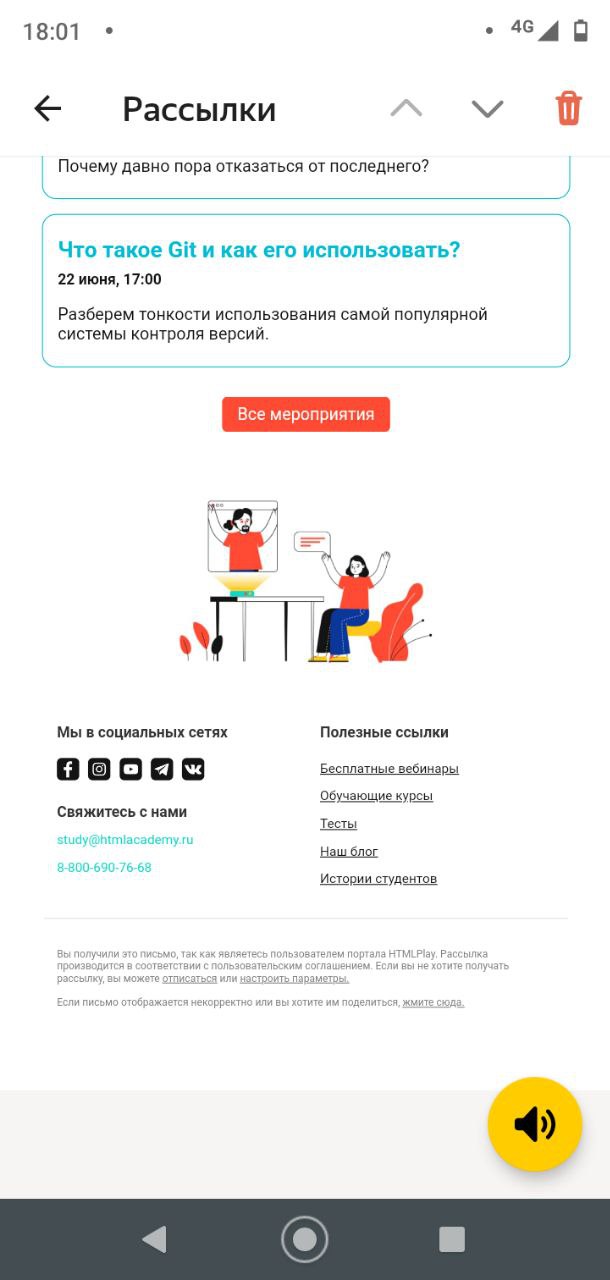 18:01
4G
Рассылки
Почему давно пора отказаться от последнего?
Что такое Git и как его использовать?
22 июня, 17:00
Разберем тонкости использования самой популярной
системы контроля версий.
Все мероприятия
Мы в социальных сетях
Свяжитесь с нами
study@htmlacademy.ru
8-800-690-76-68
Полезные ссылки
Бесплатные вебинары
Обучающие курсы
Тесты
Наш блог
Истории студентов
Вы получили это письмо, так как являетесь пользователем портала HTMLPlay. Рассылка
производится в соответствии с пользовательским соглашением. Если вы не хотите получать
рассылку, вы можете отписаться или настроить параметры.
Если письмо отображается некорректно или вы хотите им поделиться, жмите сюда.